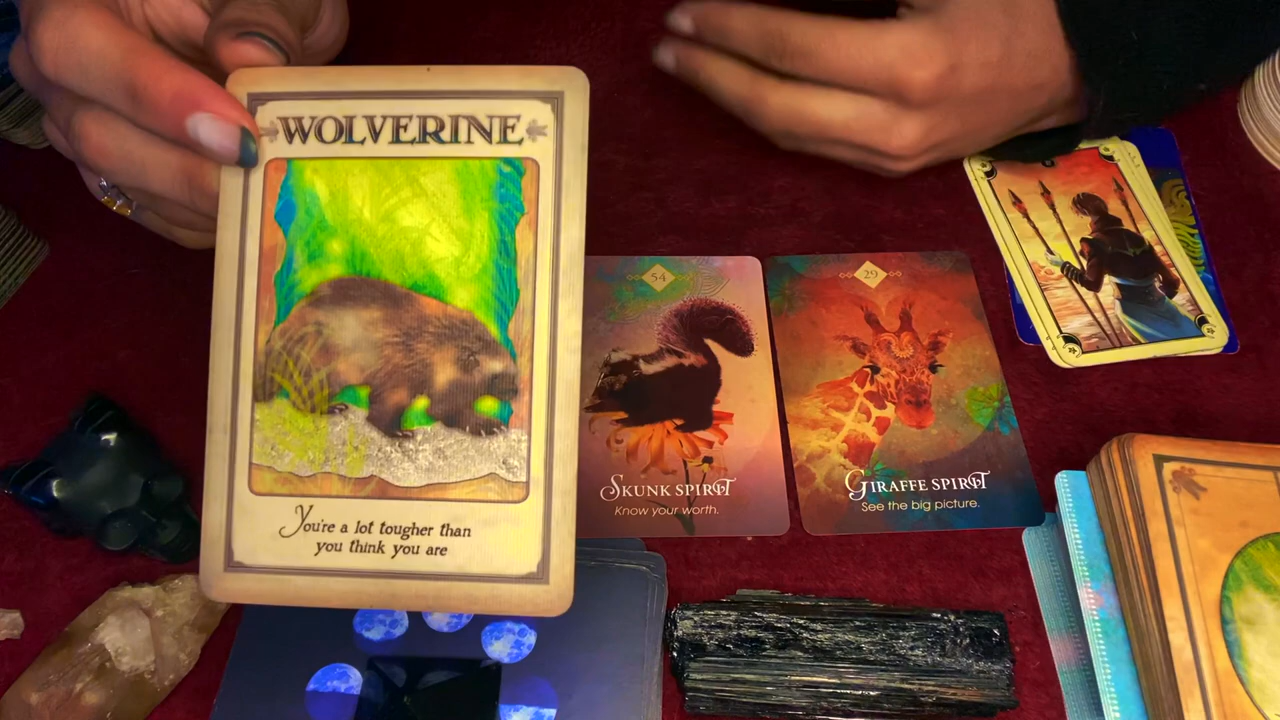 WOLVERINE
You're a lot tougher than
you think you are
54
SKUNK SPIRIT
Know your worth.
29
GIRAFFE SPIRIT
See the big picture.